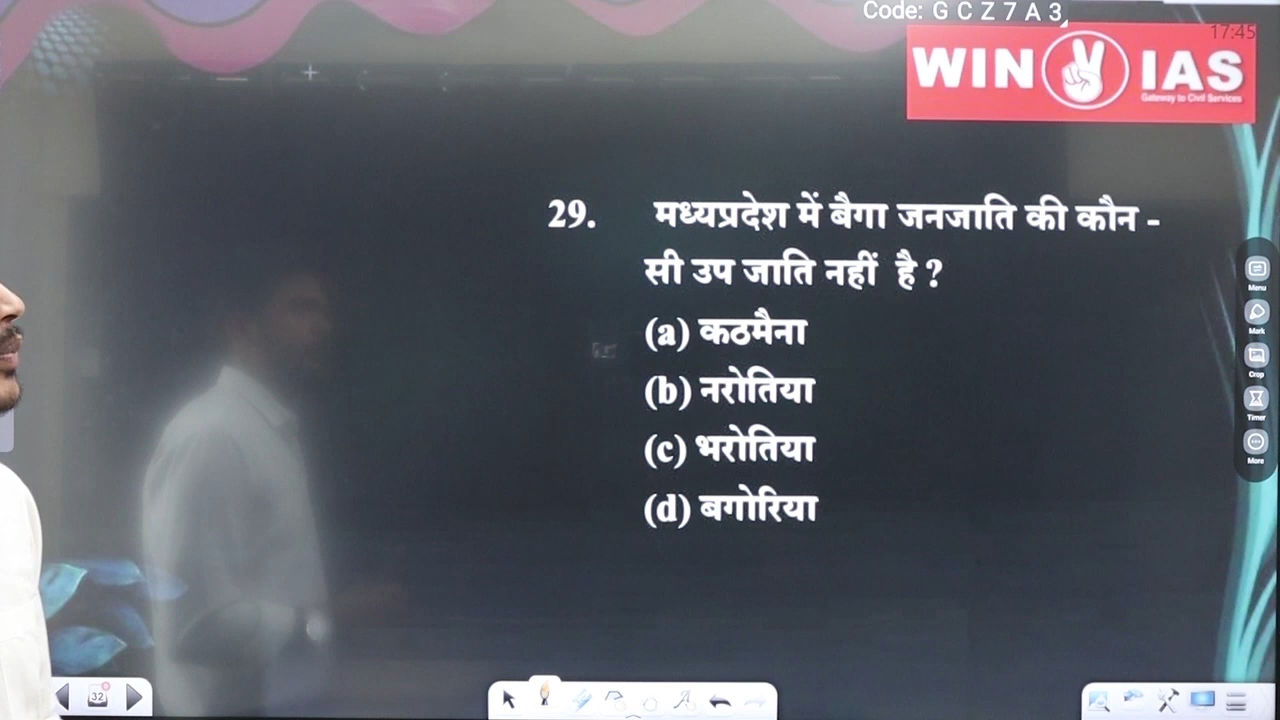 Code: G C Z 7 A 3
17:45
WIN IAS
Gateway to Civil Services
29. मध्यप्रदेश में बैगा जनजाति की कौन -
सी उप जाति नहीं है ?
(a) कठमैना
(b) नरोतिया
(c) भरोतिया
(d) बगोरिया
Menu
Mark
Crop
Timer
More
32